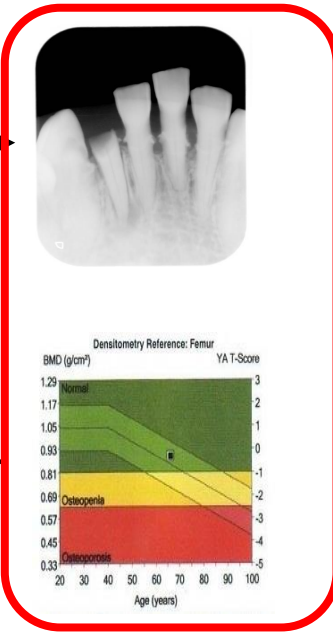 Densitometry Reference: Femur
BMD (g/cm²) YA T-Score
Normal
Osteopenia
Osteoporosis
1.29
1.17
1.05
0.93
0.81
0.69
0.57
0.45
0.33
3
2
1
0
-1
-2
-3
-4
-5
20 30 40 50 60 70 80 90 100
Age (years)